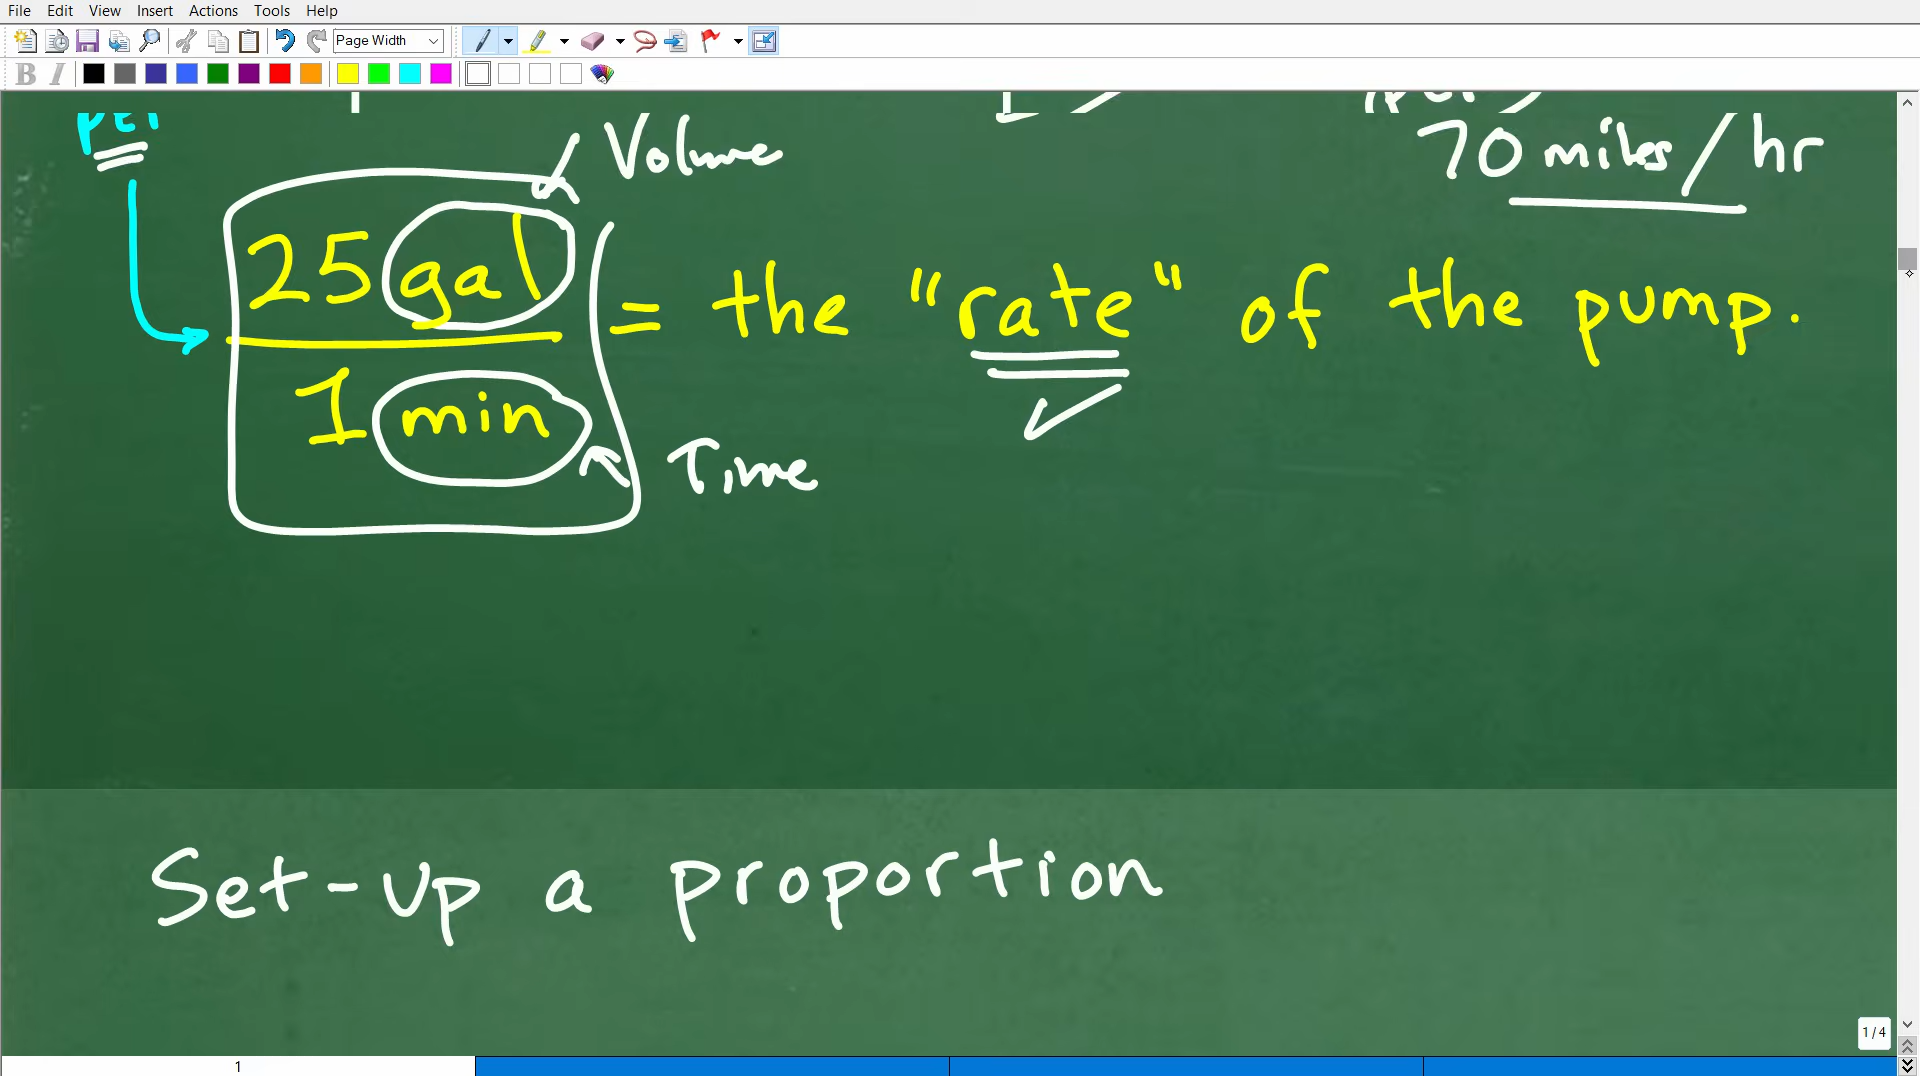 File Edit View Insert Actions Tools Help
Page Width
B I
per
70 miles/hr
Volume
25 gal
1 min
= the "rate" of the pump.
Time
Set-up a proportion
1/4
1